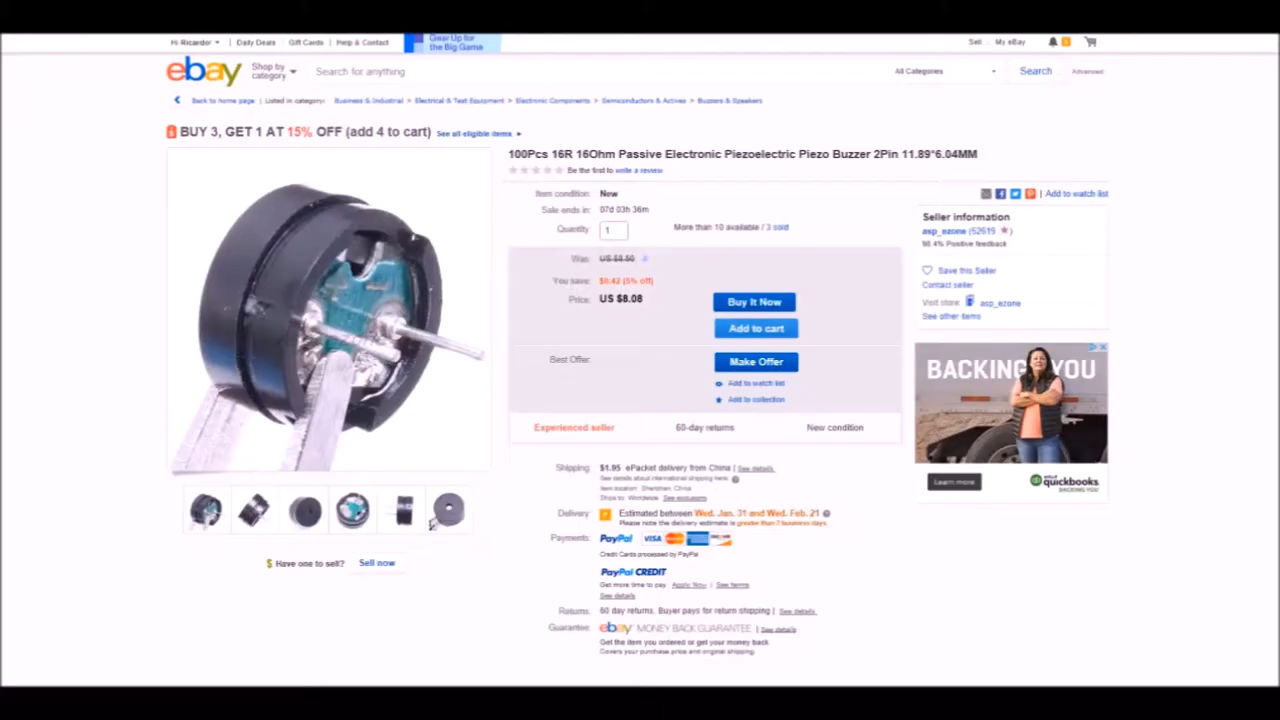 Hi Ricardo! Daily Deals Gift Cards Help & Contact Gear Up for the Big Game Sell My eBay
ebay Shop by category Search for anything All Categories Search Advanced
Back to home page | Listed in category: Business & Industrial > Electrical & Test Equipment > Electronic Components > Semiconductors & Actives > Buzzers & Speakers
BUY 3, GET 1 AT 15% OFF (add 4 to cart) See all eligible items
100Pcs 16R 16Ohm Passive Electronic Piezoelectric Piezo Buzzer 2Pin 11.89*6.04MM
Be the first to write a review
Item condition: New
Add to watch list
Sale ends in: 07d 03h 36m
Quantity: 1 More than 10 available / 3 sold
Was: US $8.50
You save: $0.42 (5% off)
Price: US $8.08
Buy It Now
Add to cart
Best Offer: Make Offer
Add to watch list
Add to collection
Experienced seller 60-day returns New condition
Seller information
asp_ezone (52619)
98.4% Positive feedback
Save this Seller
Contact seller
Visit store: asp_ezone
See other items
BACKING YOU
Learn more intuit quickbooks. BACKING YOU
Shipping: $1.95 ePacket delivery from China | See details
See details about international shipping here.
Item location: Shenzhen, China
Ships to: Worldwide See exclusions
Delivery: Estimated between Wed. Jan. 31 and Wed. Feb. 21
Please note the delivery estimate is greater than 7 business days.
Payments: PayPal VISA
Credit Cards processed by PayPal
PayPal CREDIT
Get more time to pay. Apply Now | See terms
See details
Returns: 60 day returns. Buyer pays for return shipping | See details
Guarantee: ebay MONEY BACK GUARANTEE | See details
Get the item you ordered or get your money back.
Covers your purchase price and original shipping.
$ Have one to sell? Sell now